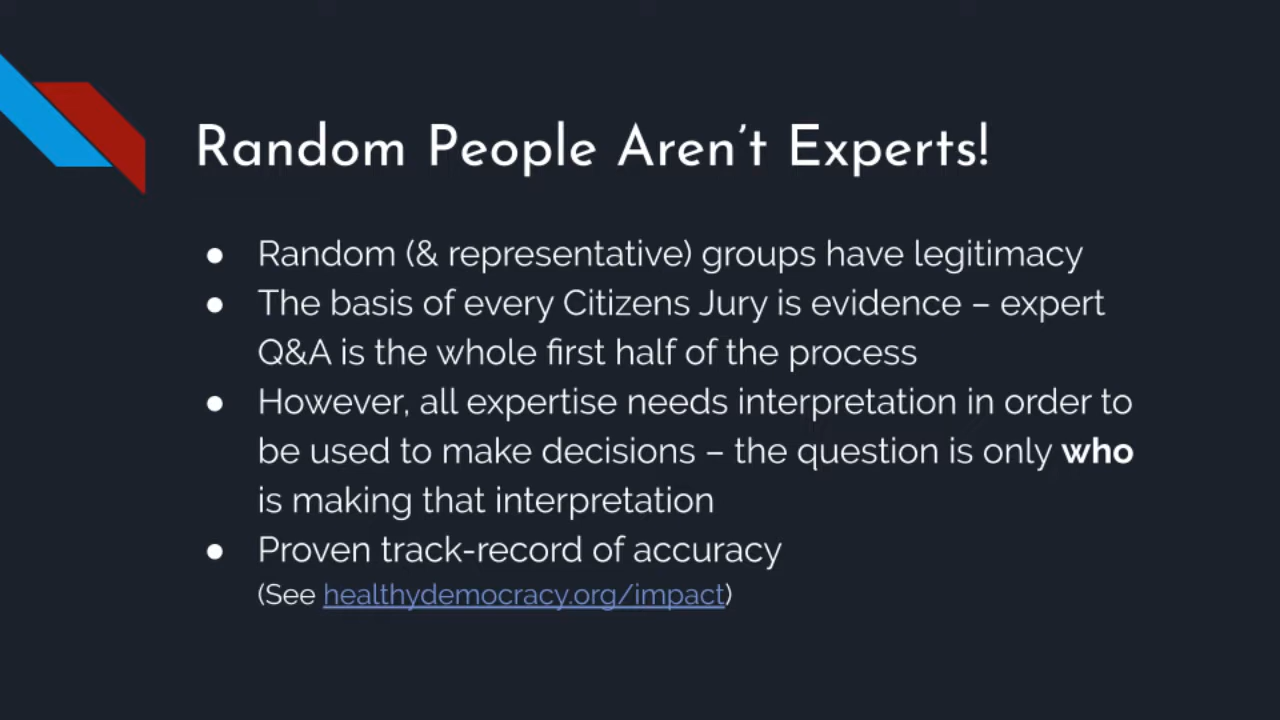 Random People Aren't Experts!
● Random (& representative) groups have legitimacy
● The basis of every Citizens Jury is evidence – expert
Q&A is the whole first half of the process
● However, all expertise needs interpretation in order to
be used to make decisions – the question is only who
is making that interpretation
● Proven track-record of accuracy
(See healthydemocracy.org/impact)